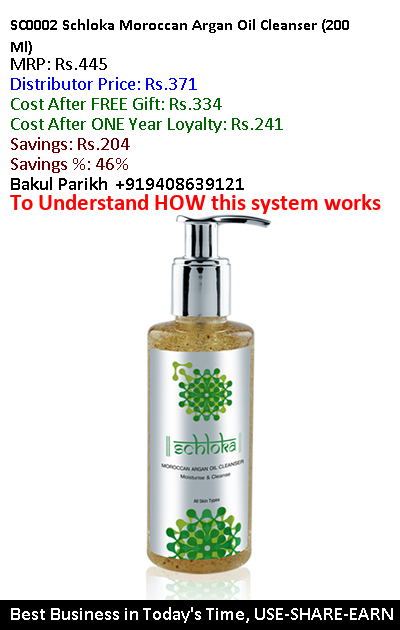 SC0002 Schloka Moroccan Argan Oil Cleanser (200
Ml)
MRP: Rs.445
Distributor Price: Rs.371
Cost After FREE Gift: Rs.334
Cost After ONE Year Loyalty: Rs.241
Savings: Rs.204
Savings %: 46%
Bakul Parikh +919408639121
To Understand HOW this system works
schloka
MOROCCAN ARGAN OIL CLEANSER
Moisturise & Cleanse
All Skin Types
Best Business in Today's Time, USE-SHARE-EARN